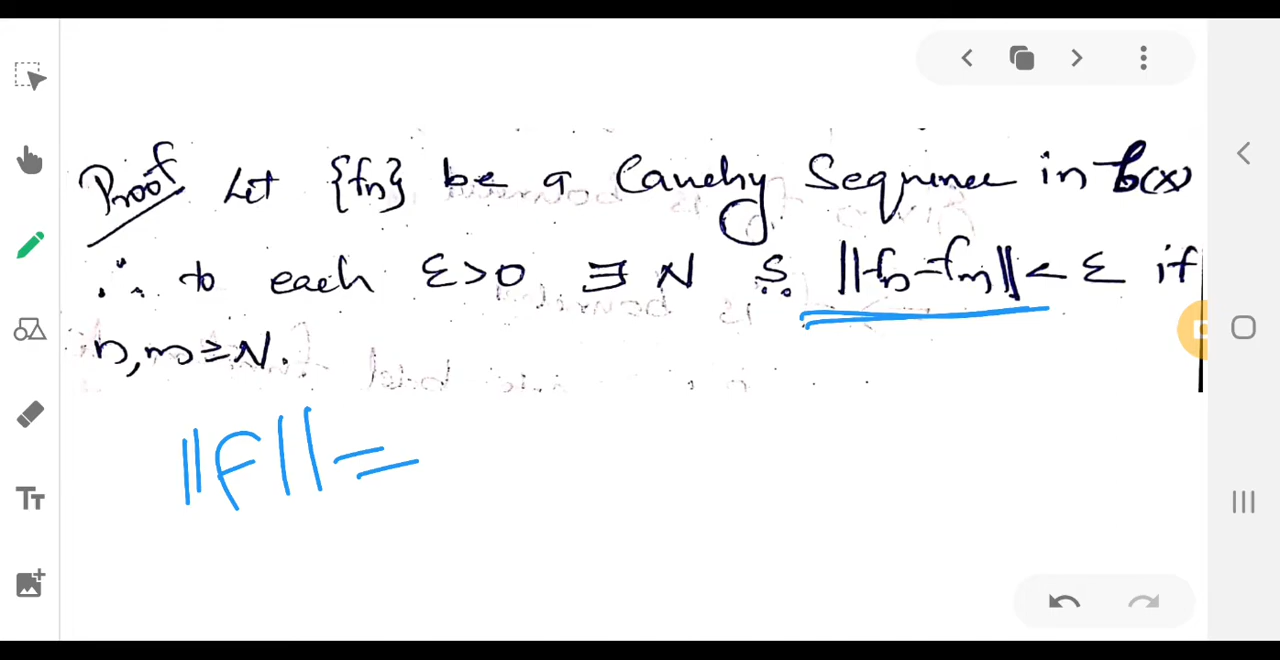 Proof Let {fn} be a Cauchy Sequence in b(x)
∴ to each ε>0 ∃ N S: ||fn-fm|| < ε if
n,m ≥ N.
||f|| =